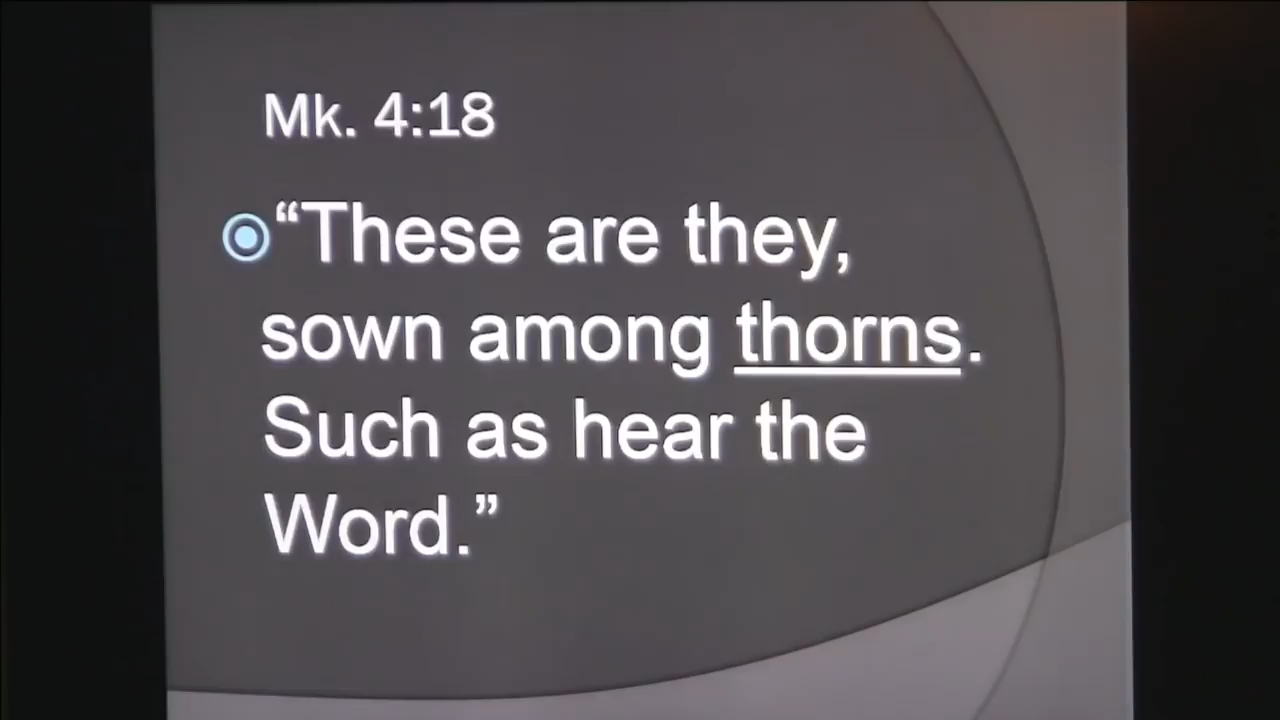 Mk. 4:18
“These are they,
sown among thorns.
Such as hear the
Word.”